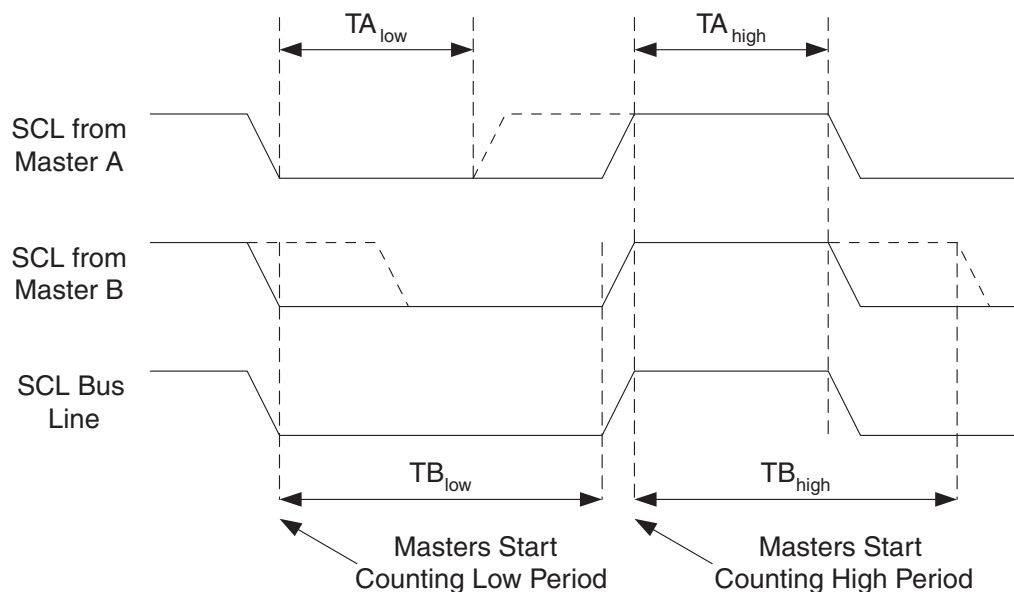 TA low
TA high
SCL from
Master A
SCL from
Master B
SCL Bus
Line
TB low
TB high
Masters Start
Counting Low Period
Masters Start
Counting High Period